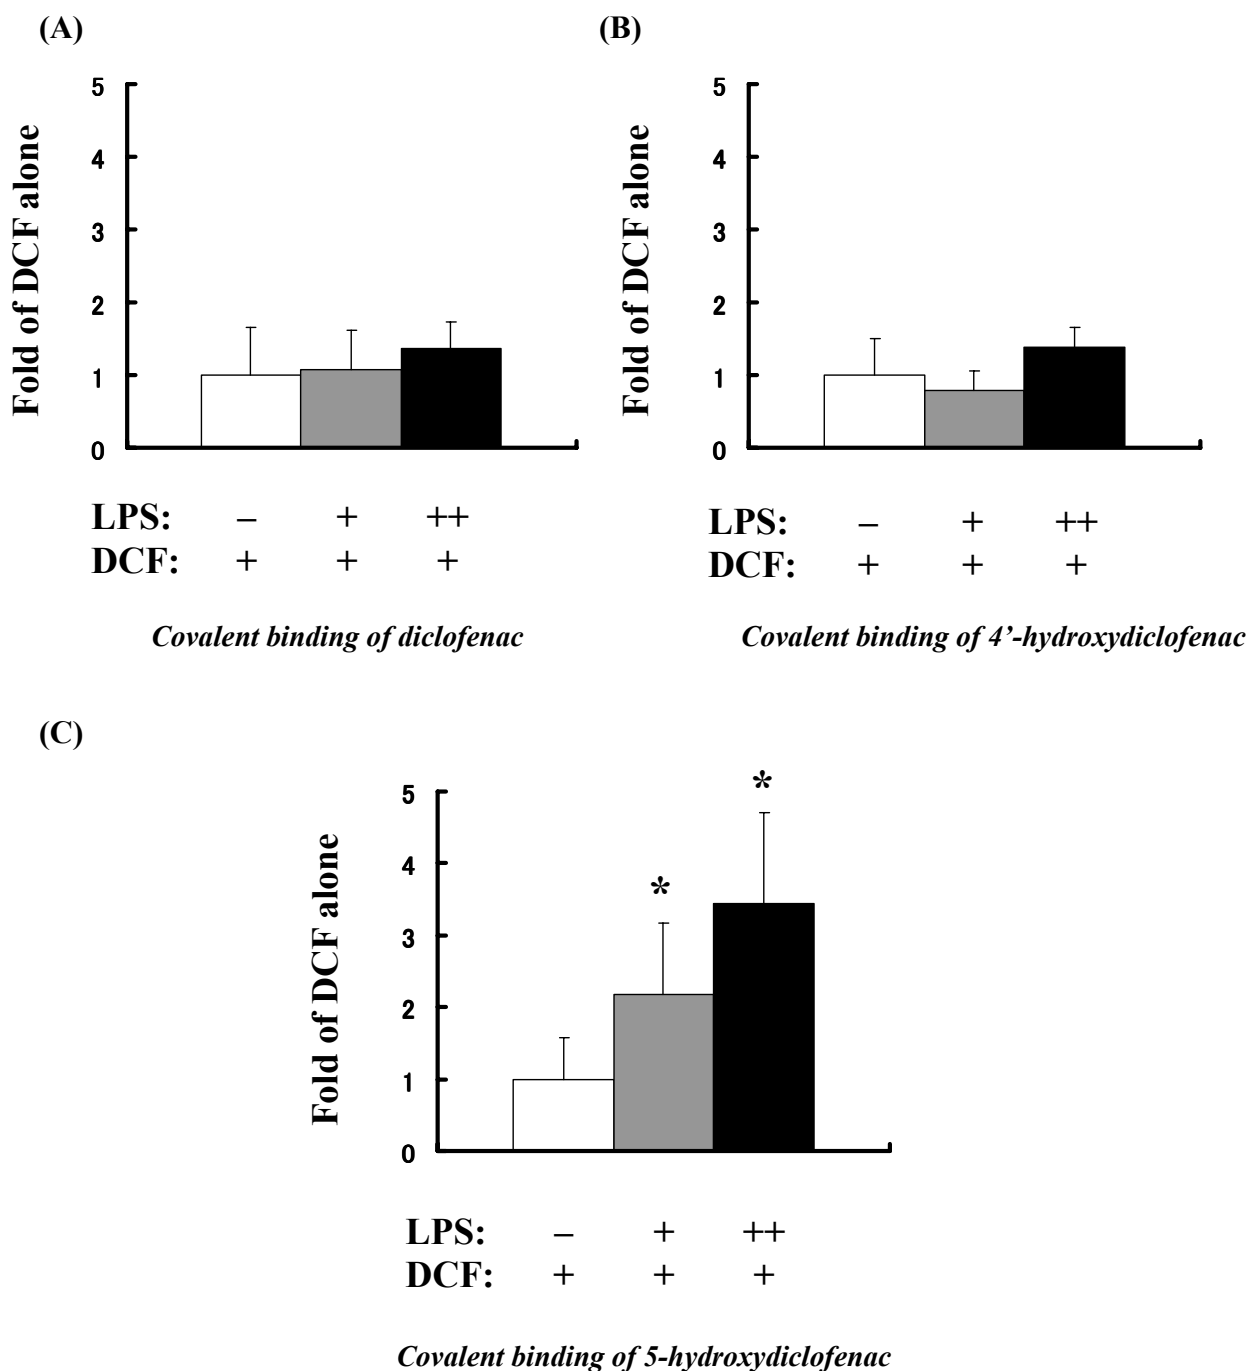 (A)
5
4
3
2
1
0
Fold of DCF alone
LPS: – + ++
DCF: + + +
Covalent binding of diclofenac
(B)
5
4
3
2
1
0
Fold of DCF alone
LPS: – + ++
DCF: + + +
Covalent binding of 4’-hydroxydiclofenac
(C)
5
4
3
2
1
0
Fold of DCF alone
*
*
LPS: – + ++
DCF: + + +
Covalent binding of 5-hydroxydiclofenac